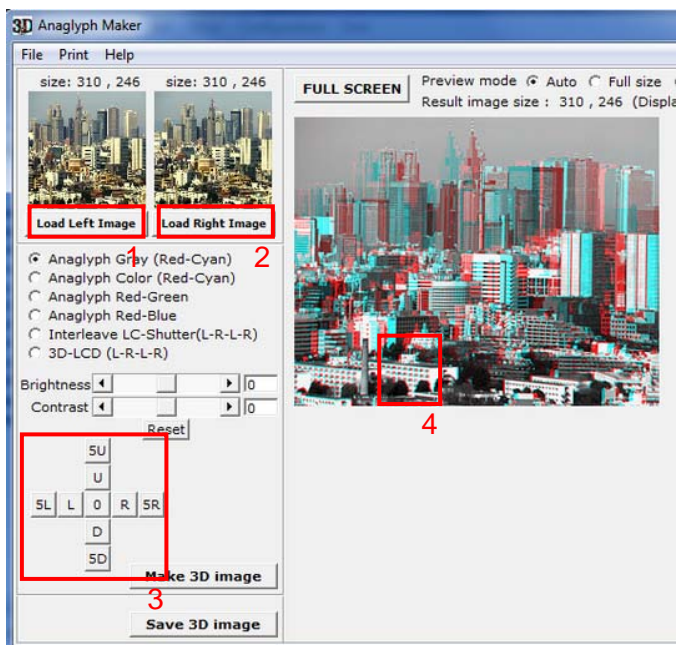 3D Anaglyph Maker
File Print Help
size: 310 , 246 size: 310 , 246
Load Left Image Load Right Image
1 2
Anaglyph Gray (Red-Cyan)
Anaglyph Color (Red-Cyan)
Anaglyph Red-Green
Anaglyph Red-Blue
Interleave LC-Shutter(L-R-L-R)
3D-LCD (L-R-L-R)
Brightness 0
Contrast 0
Reset
5U
U
5L L 0 R 5R
D
5D
Make 3D image
3
Save 3D image
FULL SCREEN
Preview mode Auto Full size
Result image size : 310 , 246 (Displa
4